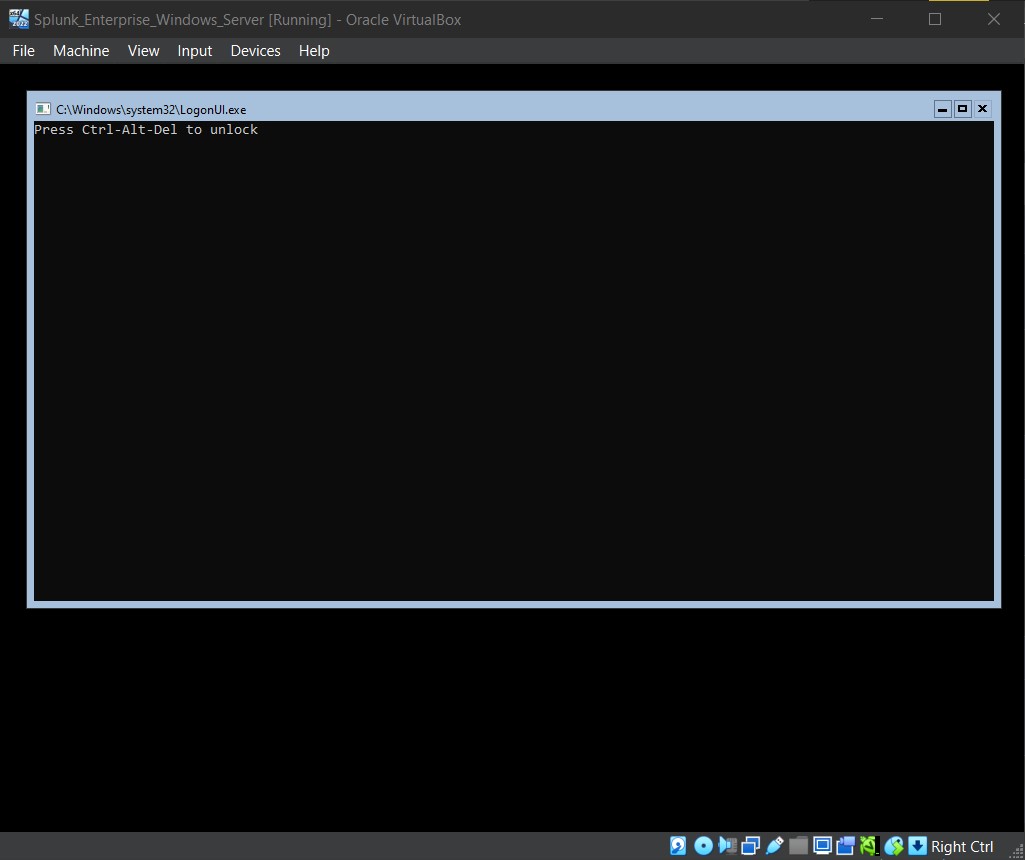 Splunk_Enterprise_Windows_Server [Running] - Oracle VirtualBox
File Machine View Input Devices Help
C:\Windows\system32\LogonUI.exe
Press Ctrl-Alt-Del to unlock
Right Ctrl